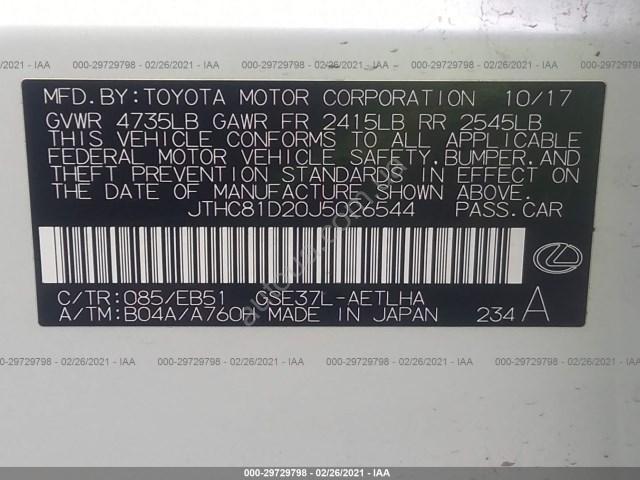 000-29729798 - 02/26/2021 - IAA
MFD.BY:TOYOTA MOTOR CORPORATION 10/17
GVWR 4735LB GAWR FR 2415LB RR 2545LB
THIS VEHICLE CONFORMS TO ALL APPLICABLE
FEDERAL MOTOR VEHICLE SAFETY,BUMPER,AND
THEFT PREVENTION STANDARDS IN EFFECT ON
THE DATE OF MANUFACTURE SHOWN ABOVE.
JTHC81D20J5026544 PASS.CAR
C/TR:085/EB51 GSE37L-AETLHA
A/TM:B04A/A760H MADE IN JAPAN 234 A
000-29729798 - 02/26/2021 - IAA
000-29729798 - 02/26/2021 - IAA